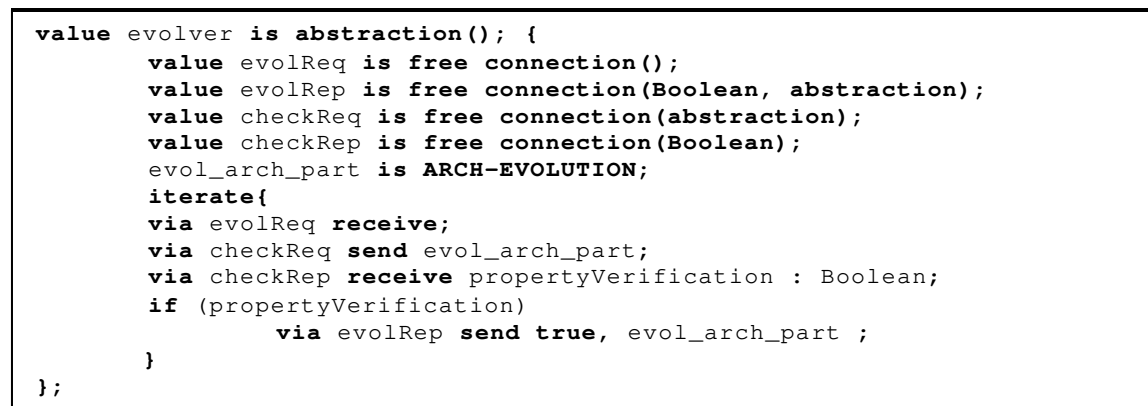 value evolver is abstraction(); {
value evolReq is free connection();
value evolRep is free connection(Boolean, abstraction);
value checkReq is free connection(abstraction);
value checkRep is free connection(Boolean);
evol_arch_part is ARCH-EVOLUTION;
iterate{
via evolReq receive;
via checkReq send evol_arch_part;
via checkRep receive propertyVerification : Boolean;
if (propertyVerification)
via evolRep send true, evol_arch_part ;
}
};